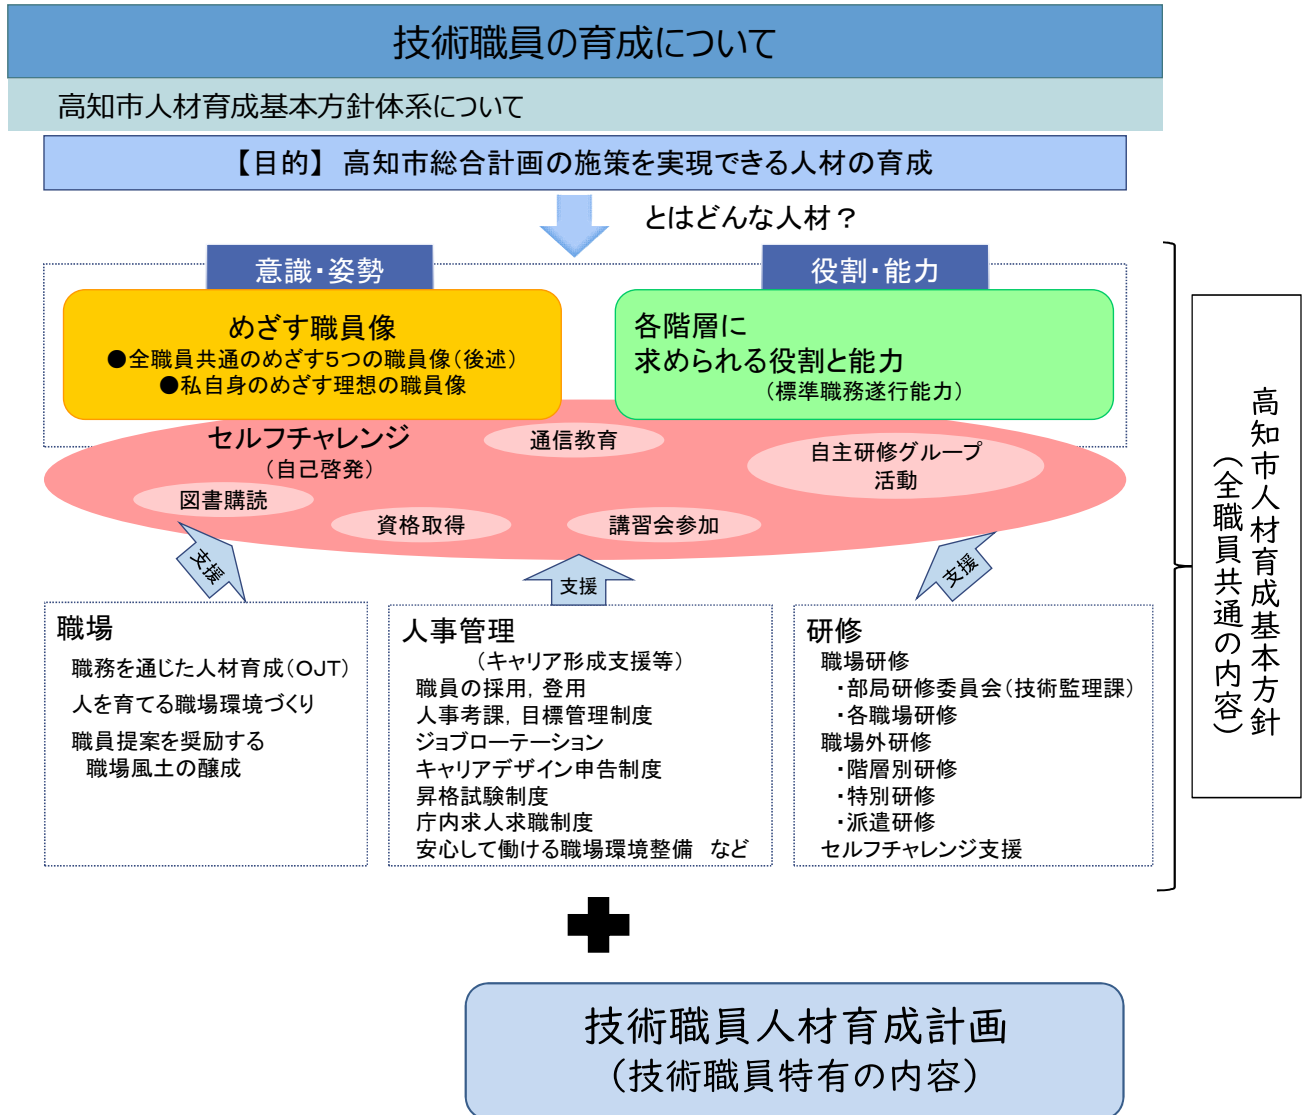 技術職員の育成について
高知市人材育成基本方針体系について
【目的】 高知市総合計画の施策を実現できる人材の育成
とはどんな人材？
意識・姿勢
めざす職員像
●全職員共通のめざす5つの職員像（後述）
●私自身のめざす理想の職員像
役割・能力
各階層に
求められる役割と能力
（標準職務遂行能力）
セルフチャレンジ
（自己啓発）
通信教育
自主研修グループ
活動
図書購読
資格取得
講習会参加
支援
支援
支援
職場
職務を通じた人材育成（OJT）
人を育てる職場環境づくり
職員提案を奨励する
職場風土の醸成
人事管理
（キャリア形成支援等）
職員の採用，登用
人事考課，目標管理制度
ジョブローテーション
キャリアデザイン申告制度
昇格試験制度
庁内求人求職制度
安心して働ける職場環境整備　など
研修
職場研修
・部局研修委員会（技術監理課）
・各職場研修
職場外研修
・階層別研修
・特別研修
・派遣研修
セルフチャレンジ支援
高知市人材育成基本方針
（全職員共通の内容）
技術職員人材育成計画
（技術職員特有の内容）